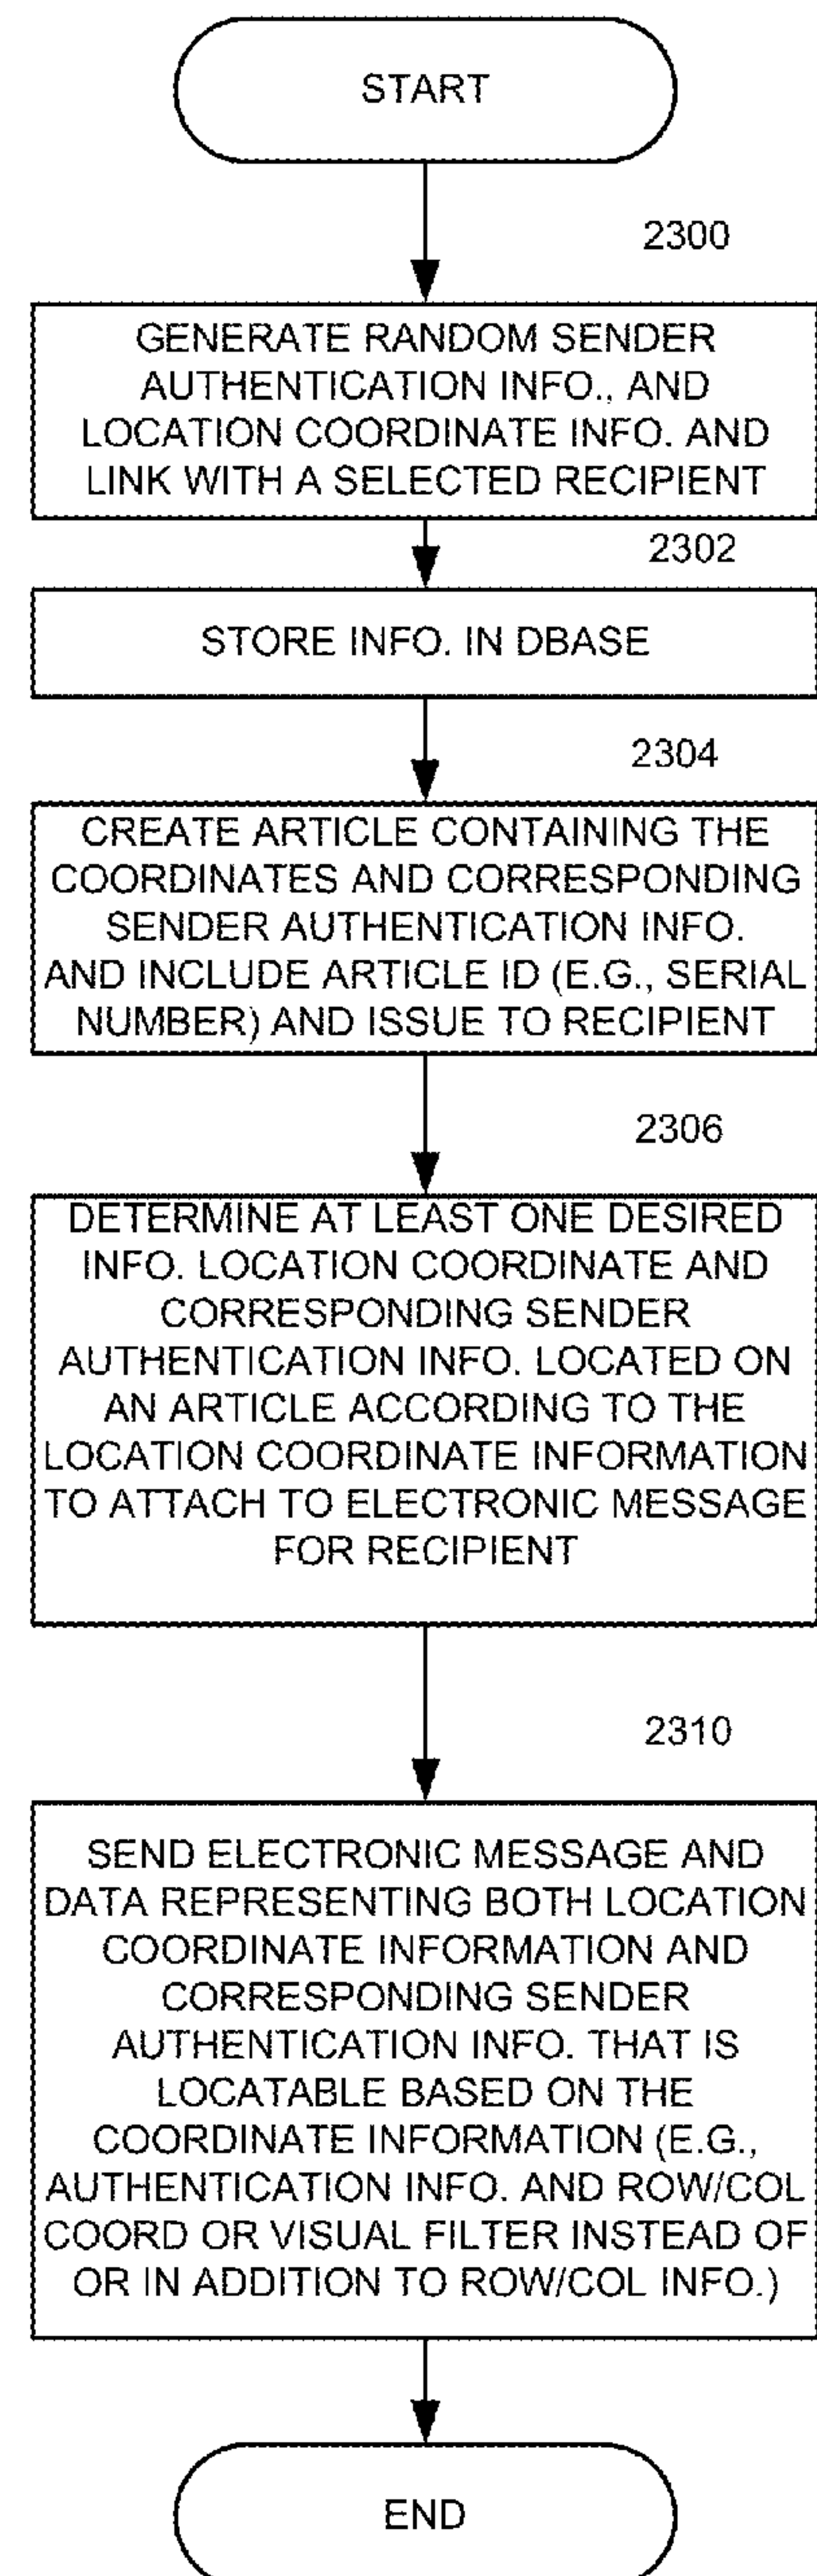 START
2300
GENERATE RANDOM SENDER
AUTHENTICATION INFO., AND
LOCATION COORDINATE INFO. AND
LINK WITH A SELECTED RECIPIENT
2302
STORE INFO. IN DBASE
2304
CREATE ARTICLE CONTAINING THE
COORDINATES AND CORRESPONDING
SENDER AUTHENTICATION INFO.
AND INCLUDE ARTICLE ID (E.G., SERIAL
NUMBER) AND ISSUE TO RECIPIENT
2306
DETERMINE AT LEAST ONE DESIRED
INFO. LOCATION COORDINATE AND
CORRESPONDING SENDER
AUTHENTICATION INFO. LOCATED ON
AN ARTICLE ACCORDING TO THE
LOCATION COORDINATE INFORMATION
TO ATTACH TO ELECTRONIC MESSAGE
FOR RECIPIENT
2310
SEND ELECTRONIC MESSAGE AND
DATA REPRESENTING BOTH LOCATION
COORDINATE INFORMATION AND
CORRESPONDING SENDER
AUTHENTICATION INFO. THAT IS
LOCATABLE BASED ON THE
COORDINATE INFORMATION (E.G.,
AUTHENTICATION INFO. AND ROW/COL
COORD OR VISUAL FILTER INSTEAD OF
OR IN ADDITION TO ROW/COL INFO.)
END